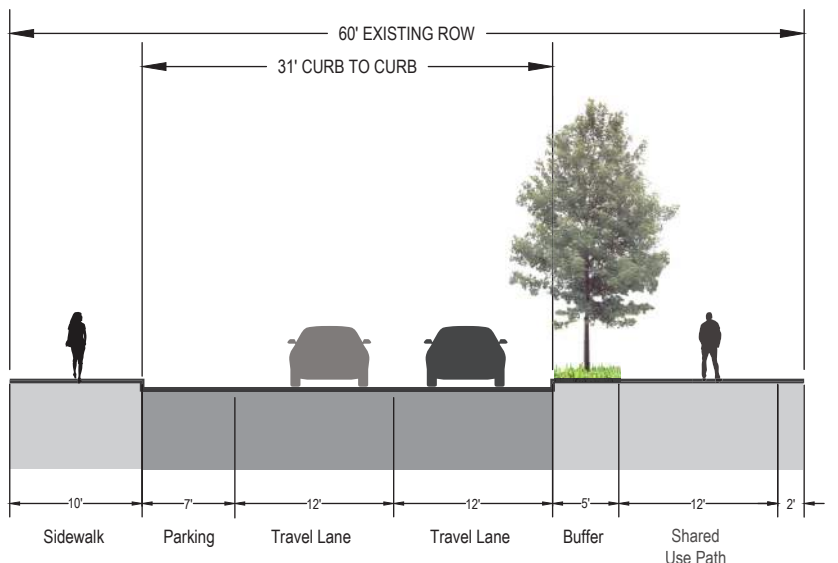 60' EXISTING ROW
31' CURB TO CURB
10' 7' 12' 12' 5' 12' 2'
Sidewalk Parking Travel Lane Travel Lane Buffer Shared
Use Path